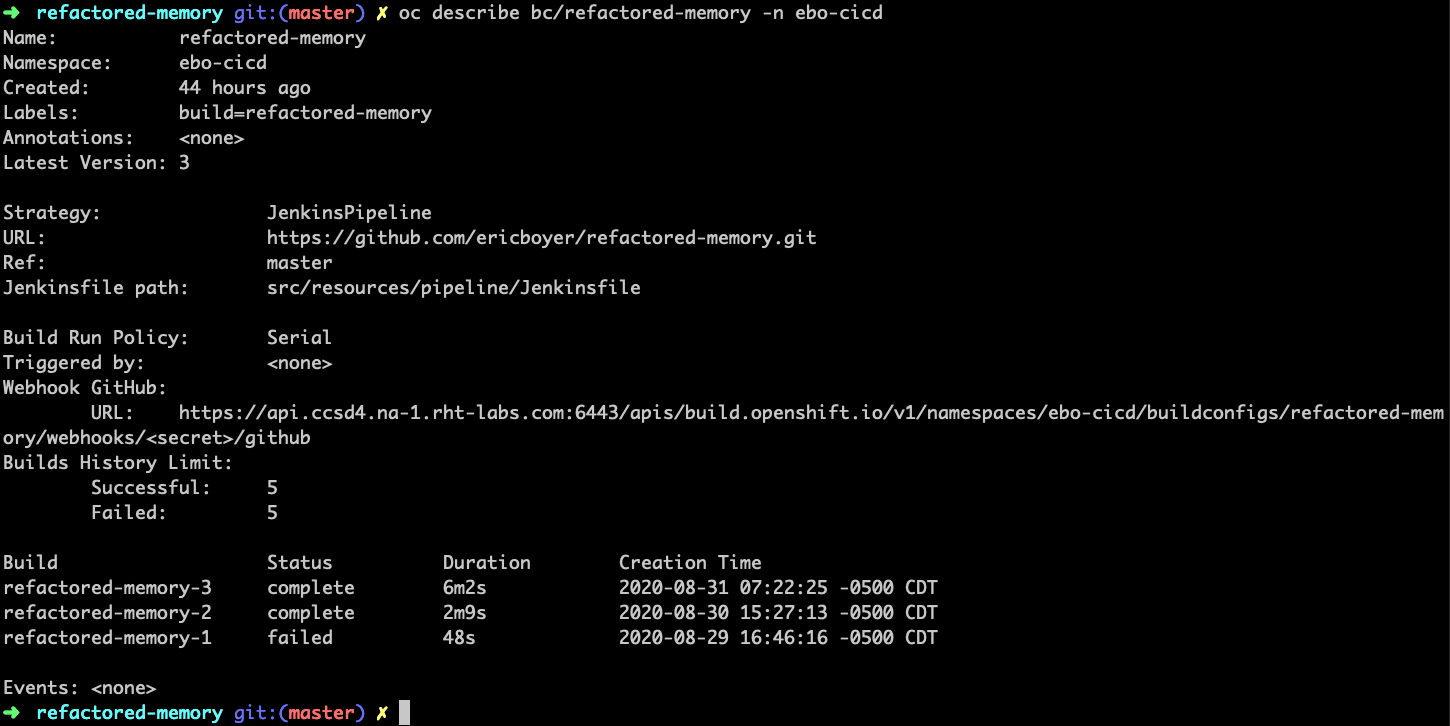 ➜  refactored-memory git:(master) ✗ oc describe bc/refactored-memory -n ebo-cicd
Name:           refactored-memory
Namespace:      ebo-cicd
Created:        44 hours ago
Labels:         build=refactored-memory
Annotations:    <none>
Latest Version: 3

Strategy:               JenkinsPipeline
URL:                    https://github.com/ericboyer/refactored-memory.git
Ref:                    master
Jenkinsfile path:       src/resources/pipeline/Jenkinsfile

Build Run Policy:       Serial
Triggered by:           <none>
Webhook GitHub:
        URL:    https://api.ccsd4.na-1.rht-labs.com:6443/apis/build.openshift.io/v1/namespaces/ebo-cicd/buildconfigs/refactored-mem
ory/webhooks/<secret>/github
Builds History Limit:
        Successful:     5
        Failed:         5

Build                   Status          Duration        Creation Time
refactored-memory-3     complete        6m2s            2020-08-31 07:22:25 -0500 CDT
refactored-memory-2     complete        2m9s            2020-08-30 15:27:13 -0500 CDT
refactored-memory-1     failed          48s             2020-08-29 16:46:16 -0500 CDT

Events: <none>
➜  refactored-memory git:(master) ✗